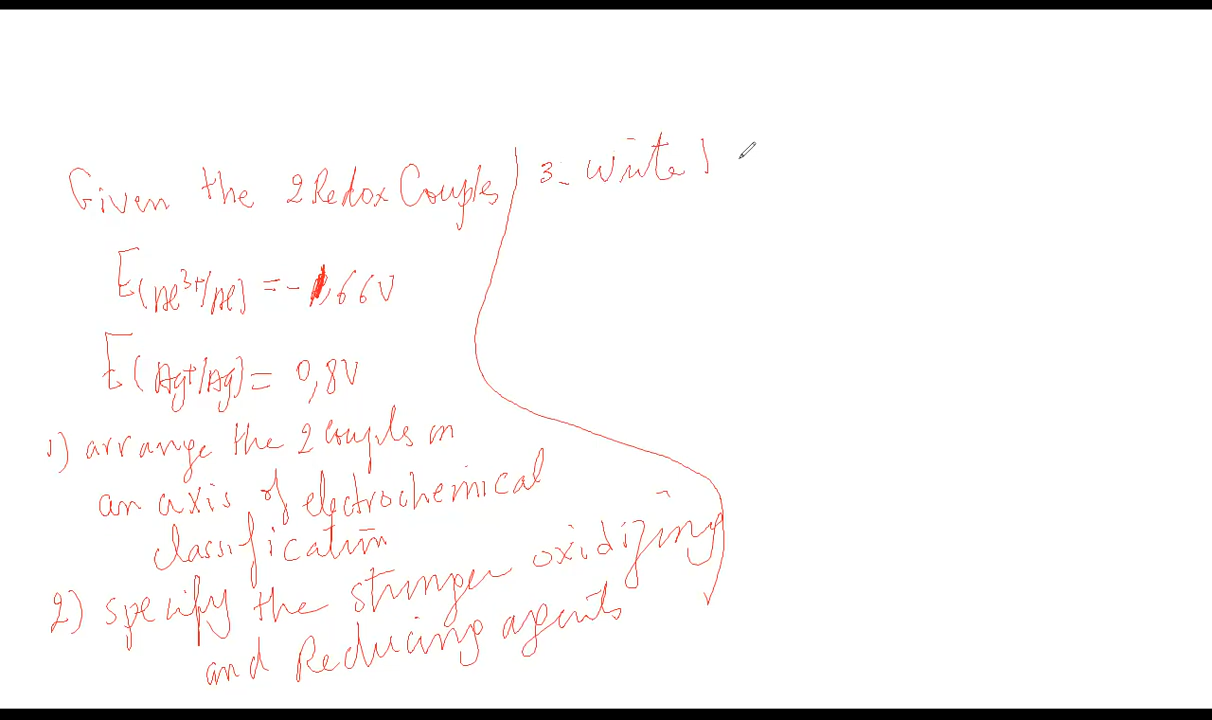 Given the 2 Redox Couples
E(Al³⁺/Al) = -1,66V
E(Ag⁺/Ag) = 0,8V
1) arrange the 2 couples on
an axis of electrochemical
classification
2) specify the stronger oxidizing
and Reducing agents
3- write